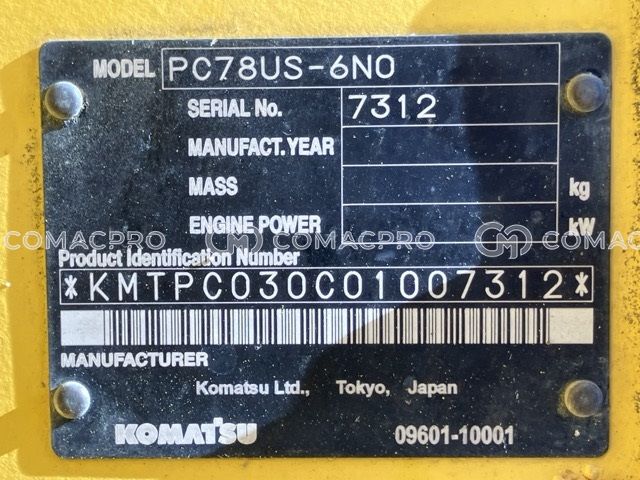 MODEL PC78US-6N0
SERIAL No. 7312
MANUFACT. YEAR
MASS kg
ENGINE POWER kW
COMACPRO COMACPRO COMACPRO
Product Identification Number
*KMTPC030C01007312*
MANUFACTURER
Komatsu Ltd., Tokyo, Japan
KOMATSU 09601-10001